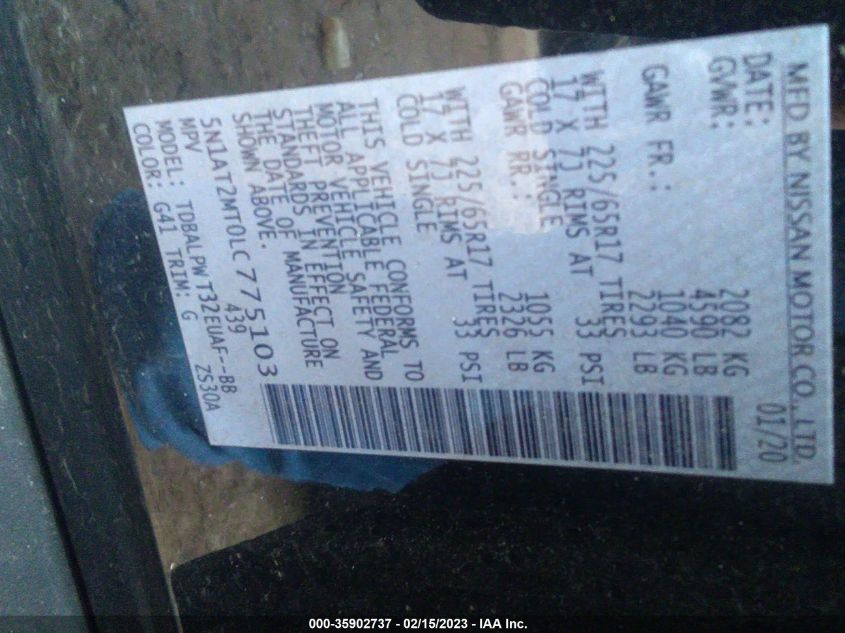 MFD BY NISSAN MOTOR CO., LTD.
DATE: 01/20
GVWR: 2082 KG
4590 LB
GAWR FR.: 1040 KG
2293 LB
WITH 225/65R17 TIRES
17 X 7J RIMS AT 33 PSI
COLD SINGLE
GAWR RR.: 1055 KG
2326 LB
WITH 225/65R17 TIRES
17 X 7J RIMS AT 33 PSI
COLD SINGLE
THIS VEHICLE CONFORMS TO
ALL APPLICABLE FEDERAL
MOTOR VEHICLE SAFETY AND
THEFT PREVENTION
STANDARDS IN EFFECT ON
THE DATE OF MANUFACTURE
SHOWN ABOVE.
5N1AT2MT0LC775103
MPV 439
MODEL: TDBALPWT32EUAF--BB
COLOR: G41 TRIM: G ZS30A
000-35902737 - 02/15/2023 - IAA Inc.